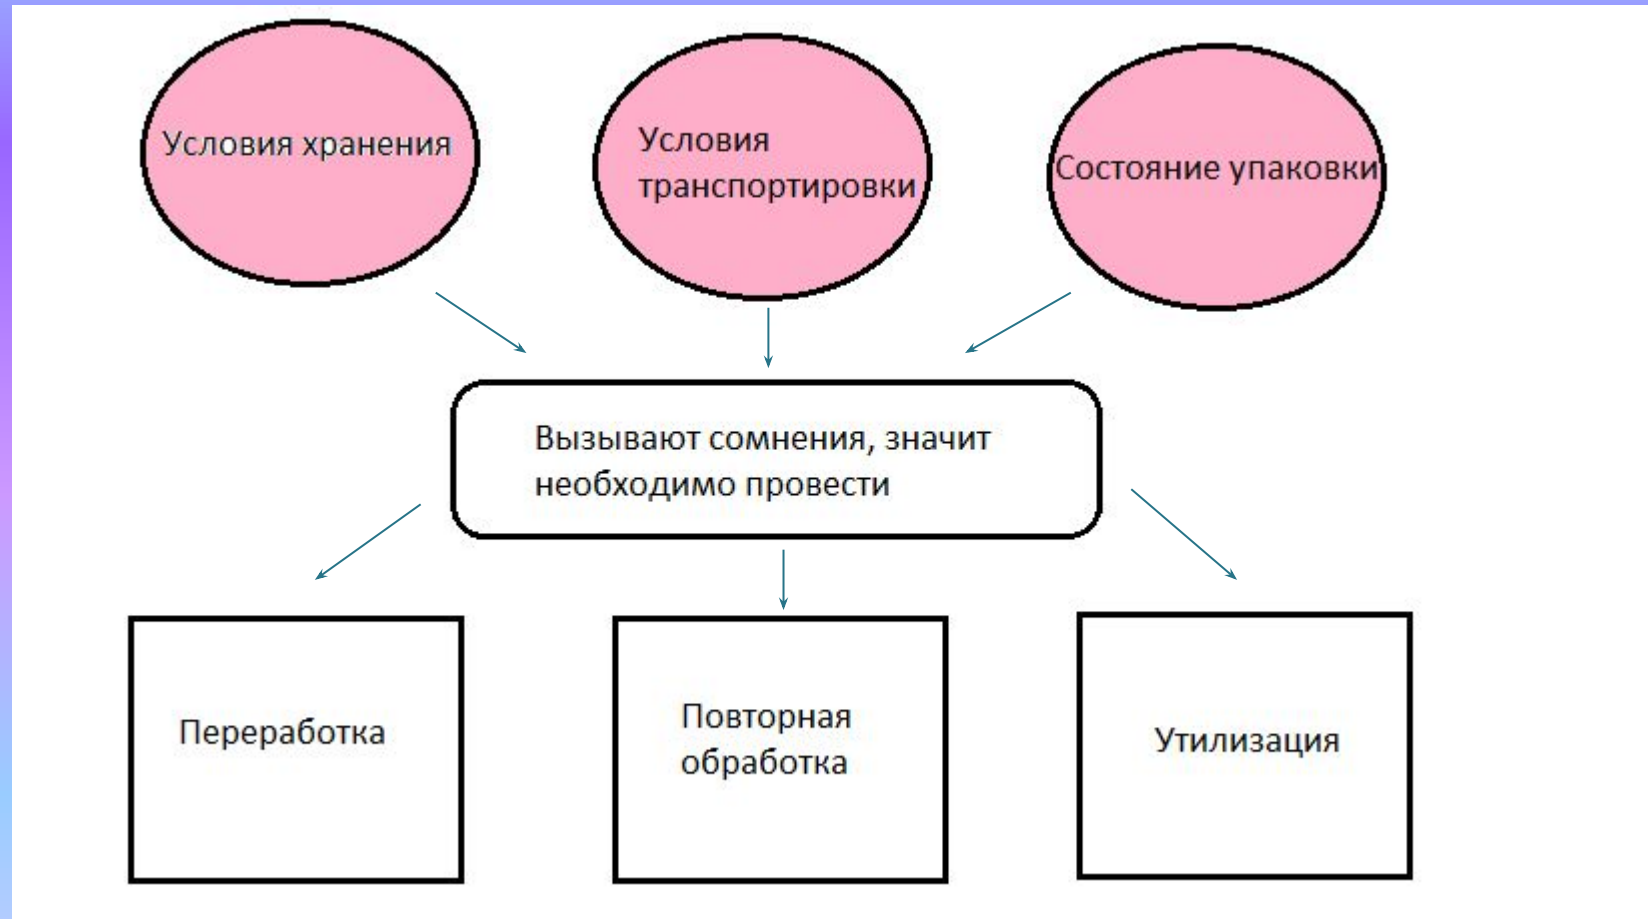 Условия хранения
Условия
транспортировки
Состояние упаковки
Вызывают сомнения, значит
необходимо провести
Переработка
Повторная
обработка
Утилизация